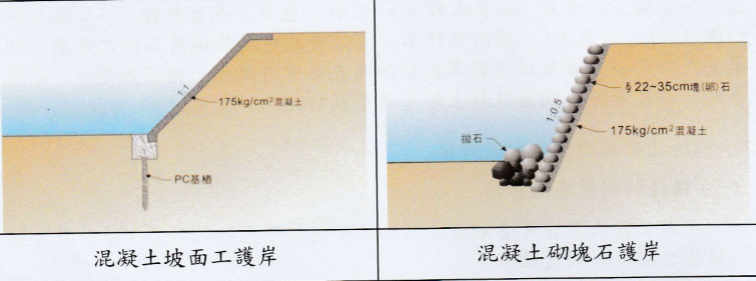 1:1
175kg/cm²混凝土
PC基樁
混凝土坡面工護岸
§22~35cm塊(卵)石
1:0.5
拋石
175kg/cm²混凝土
混凝土砌塊石護岸